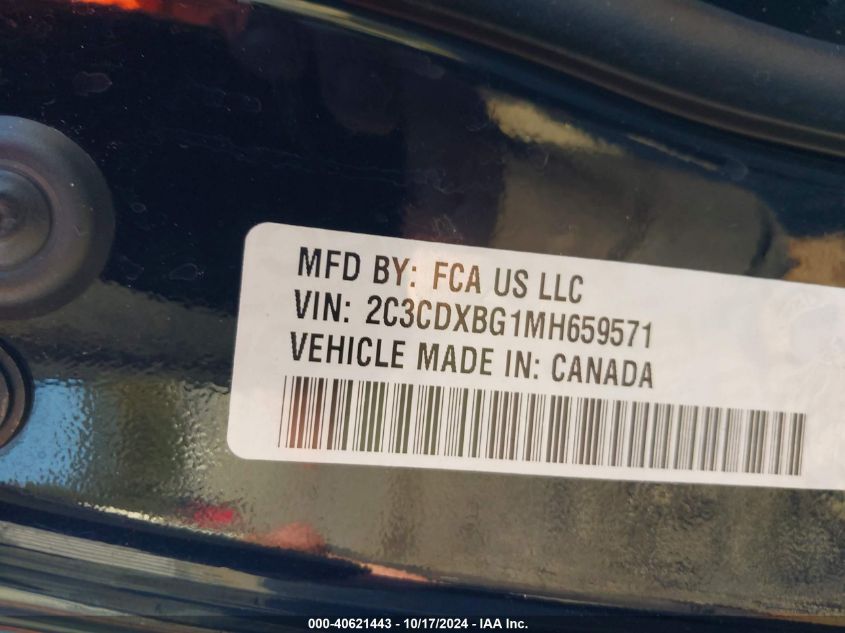 MFD BY: FCA US LLC
VIN: 2C3CDXBG1MH659571
VEHICLE MADE IN: CANADA
000-40621443 - 10/17/2024 - IAA Inc.